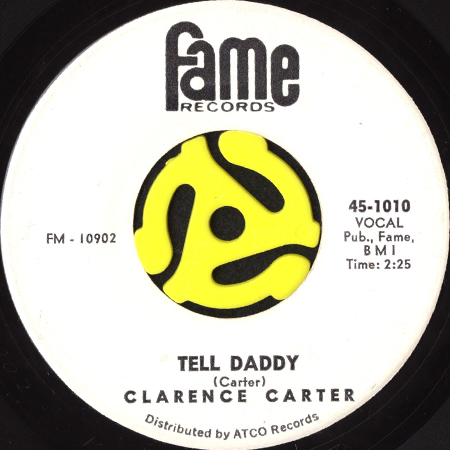 fame
RECORDS
45-1010
VOCAL
Pub., Fame,
BMI
Time: 2:25
FM - 10902
TELL DADDY
(Carter)
CLARENCE CARTER
Distributed by ATCO Records